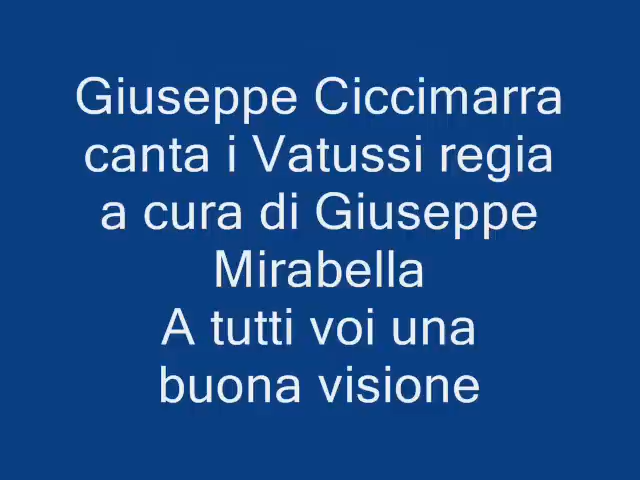 Giuseppe Ciccimarra
canta i Vatussi regia
a cura di Giuseppe
Mirabella
A tutti voi una
buona visione